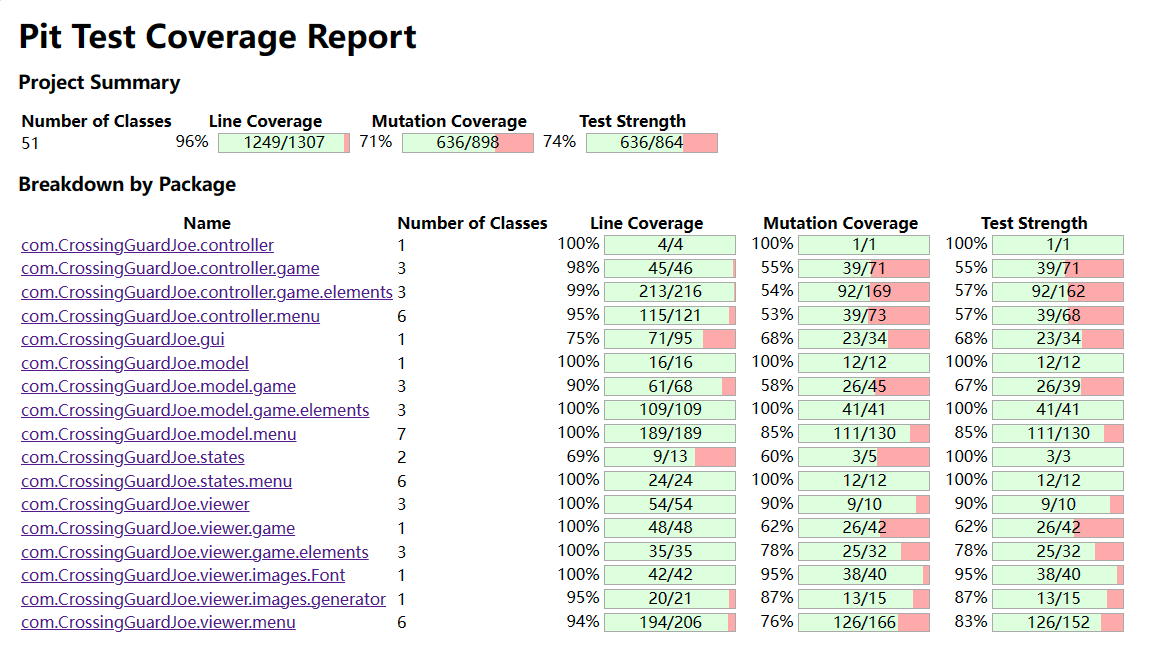 Pit Test Coverage Report
Project Summary
Number of Classes Line Coverage Mutation Coverage Test Strength
51 96% 1249/1307 71% 636/898 74% 636/864
Breakdown by Package
Name Number of Classes Line Coverage Mutation Coverage Test Strength
com.CrossingGuardJoe.controller 1 100% 4/4 100% 1/1 100% 1/1
com.CrossingGuardJoe.controller.game 3 98% 45/46 55% 39/71 55% 39/71
com.CrossingGuardJoe.controller.game.elements 3 99% 213/216 54% 92/169 57% 92/162
com.CrossingGuardJoe.controller.menu 6 95% 115/121 53% 39/73 57% 39/68
com.CrossingGuardJoe.gui 1 75% 71/95 68% 23/34 68% 23/34
com.CrossingGuardJoe.model 1 100% 16/16 100% 12/12 100% 12/12
com.CrossingGuardJoe.model.game 3 90% 61/68 58% 26/45 67% 26/39
com.CrossingGuardJoe.model.game.elements 3 100% 109/109 100% 41/41 100% 41/41
com.CrossingGuardJoe.model.menu 7 100% 189/189 85% 111/130 85% 111/130
com.CrossingGuardJoe.states 2 69% 9/13 60% 3/5 100% 3/3
com.CrossingGuardJoe.states.menu 6 100% 24/24 100% 12/12 100% 12/12
com.CrossingGuardJoe.viewer 3 100% 54/54 90% 9/10 90% 9/10
com.CrossingGuardJoe.viewer.game 1 100% 48/48 62% 26/42 62% 26/42
com.CrossingGuardJoe.viewer.game.elements 3 100% 35/35 78% 25/32 78% 25/32
com.CrossingGuardJoe.viewer.images.Font 1 100% 42/42 95% 38/40 95% 38/40
com.CrossingGuardJoe.viewer.images.generator 1 95% 20/21 87% 13/15 87% 13/15
com.CrossingGuardJoe.viewer.menu 6 94% 194/206 76% 126/166 83% 126/152